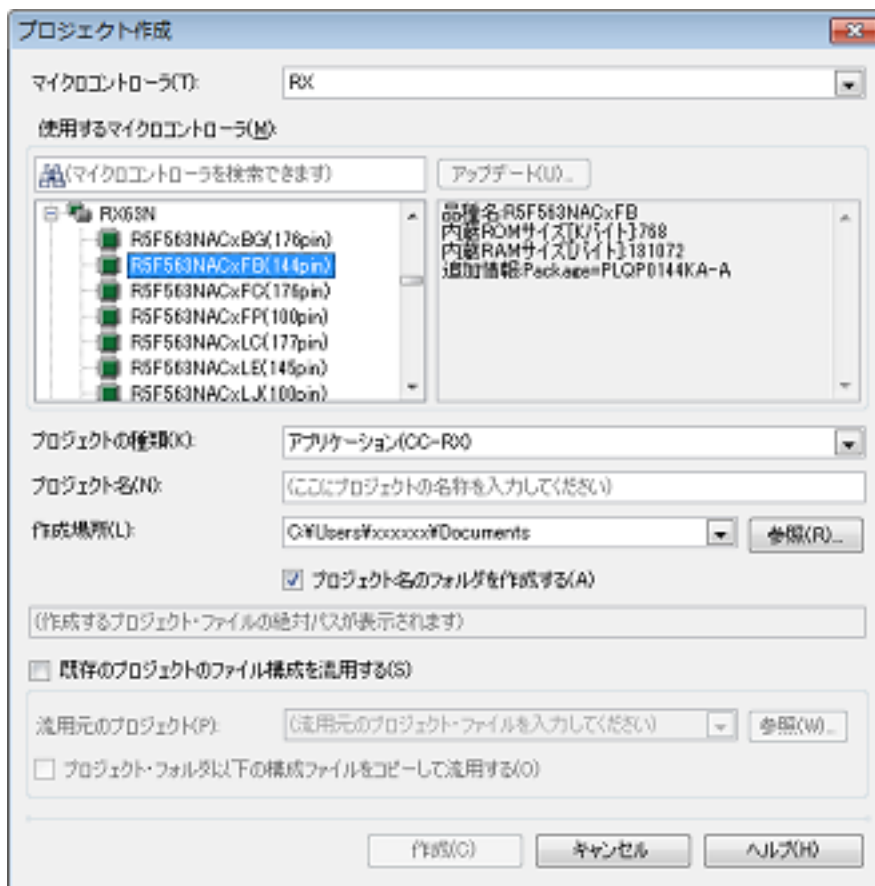 プロジェクト作成
マイクロコントローラ(T): RX
使用するマイクロコントローラ(M):
(マイクロコントローラを検索できます) アップデート(U)...
RX63N
R5F563NACxBG(176pin)
R5F563NACxFB(144pin)
R5F563NACxFC(176pin)
R5F563NACxFP(100pin)
R5F563NACxLC(177pin)
R5F563NACxLE(145pin)
R5F563NACxLJ(100pin)
品種名:R5F563NACxFB
内蔵ROMサイズ[Kバイト]:768
内蔵RAMサイズ[バイト]:131072
追加情報:Package=PLQP0144KA-A
プロジェクトの種類(K): アプリケーション(CC-RX)
プロジェクト名(N): (ここにプロジェクトの名称を入力してください)
作成場所(L): C:¥Users¥xxxxxx¥Documents 参照(R)...
プロジェクト名のフォルダを作成する(A)
(作成するプロジェクト・ファイルの絶対パスが表示されます)
既存のプロジェクトのファイル構成を流用する(S)
流用元のプロジェクト(P): (流用元のプロジェクト・ファイルを入力してください) 参照(W)...
プロジェクト・フォルダ以下の構成ファイルをコピーして流用する(O)
作成(C) キャンセル ヘルプ(H)